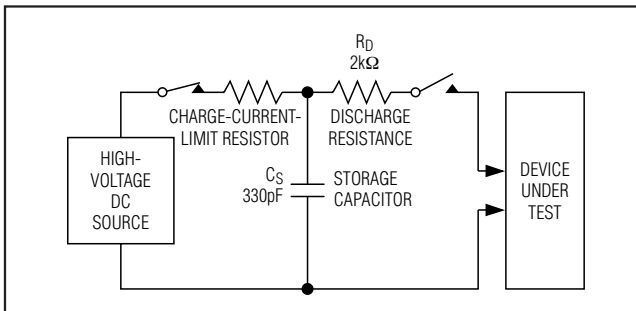 R_D
2kΩ
CHARGE-CURRENT-
LIMIT RESISTOR
DISCHARGE
RESISTANCE
HIGH-
VOLTAGE
DC
SOURCE
C_S
330pF
STORAGE
CAPACITOR
DEVICE
UNDER
TEST